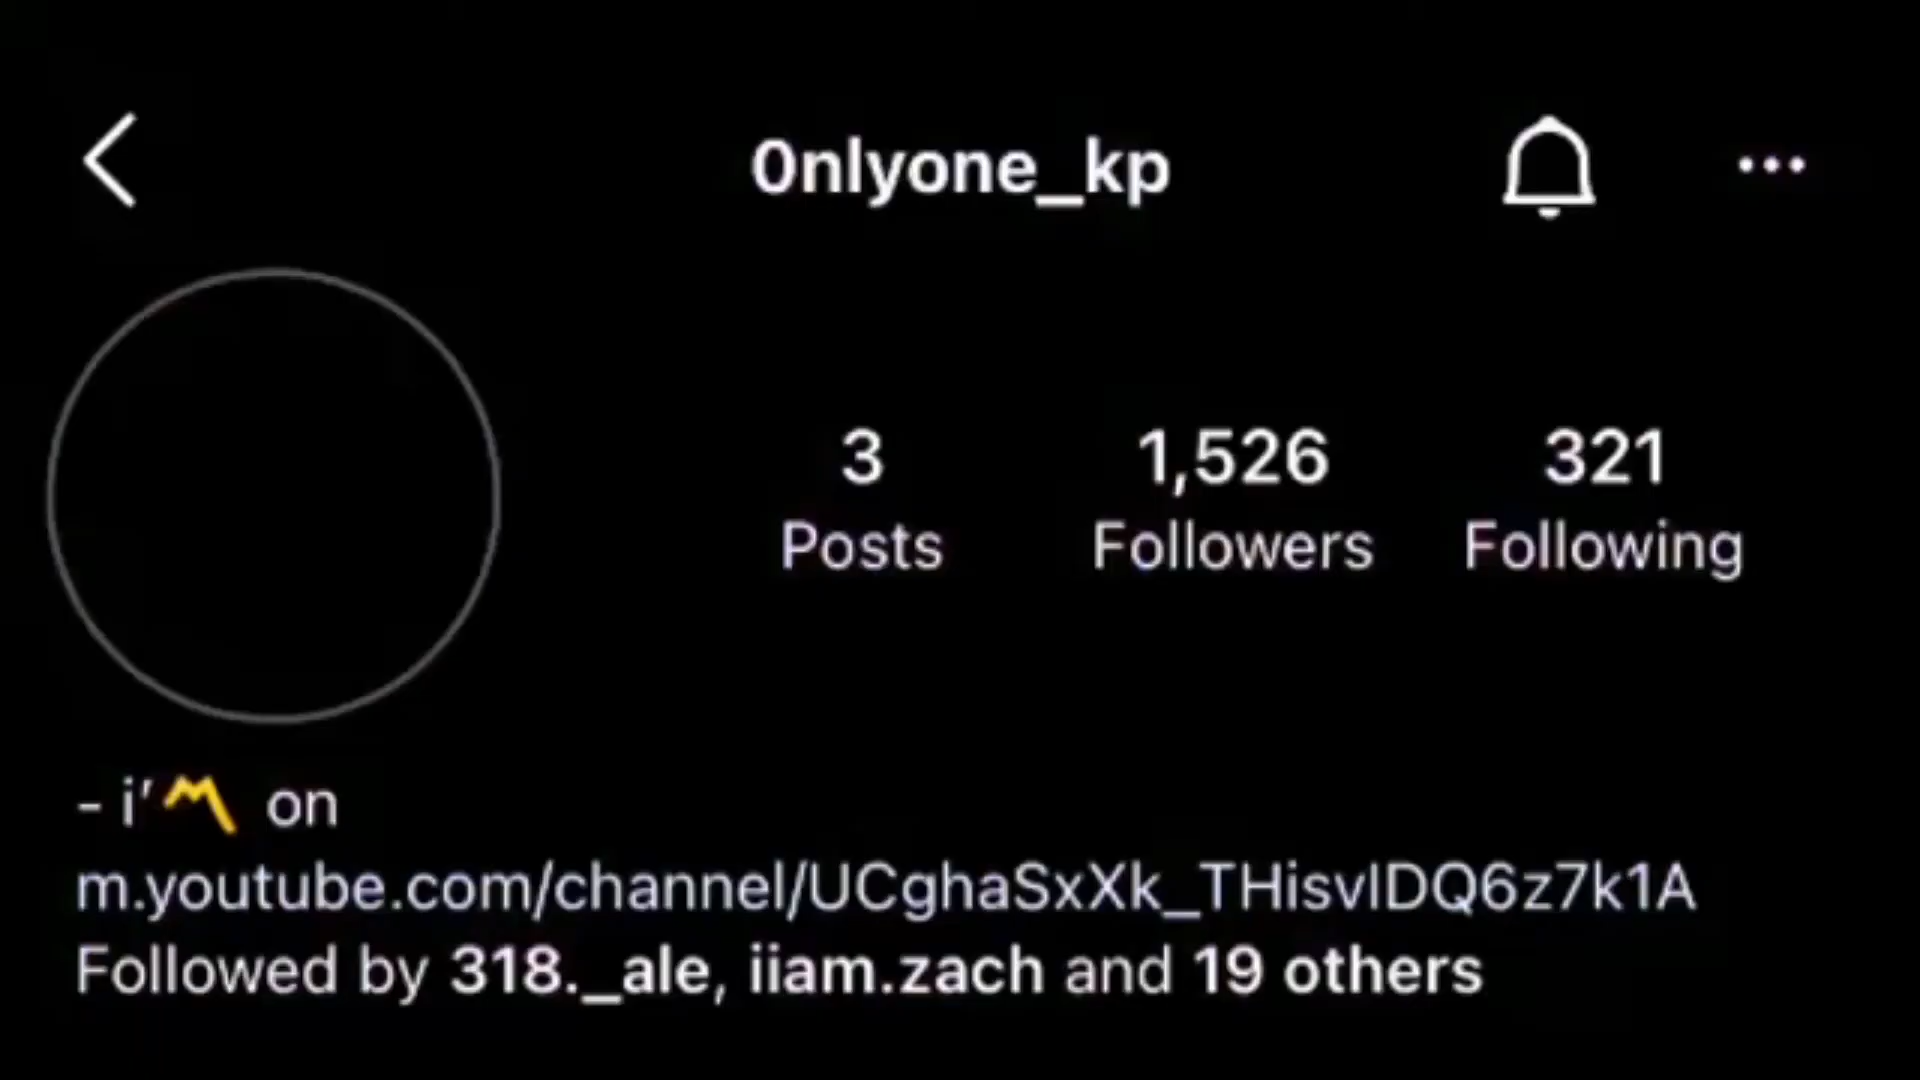 0nlyone_kp
3 1,526 321
Posts Followers Following
- i’〽️ on
m.youtube.com/channel/UCghaSxXk_THisvIDQ6z7k1A
Followed by 318._ale, iiam.zach and 19 others